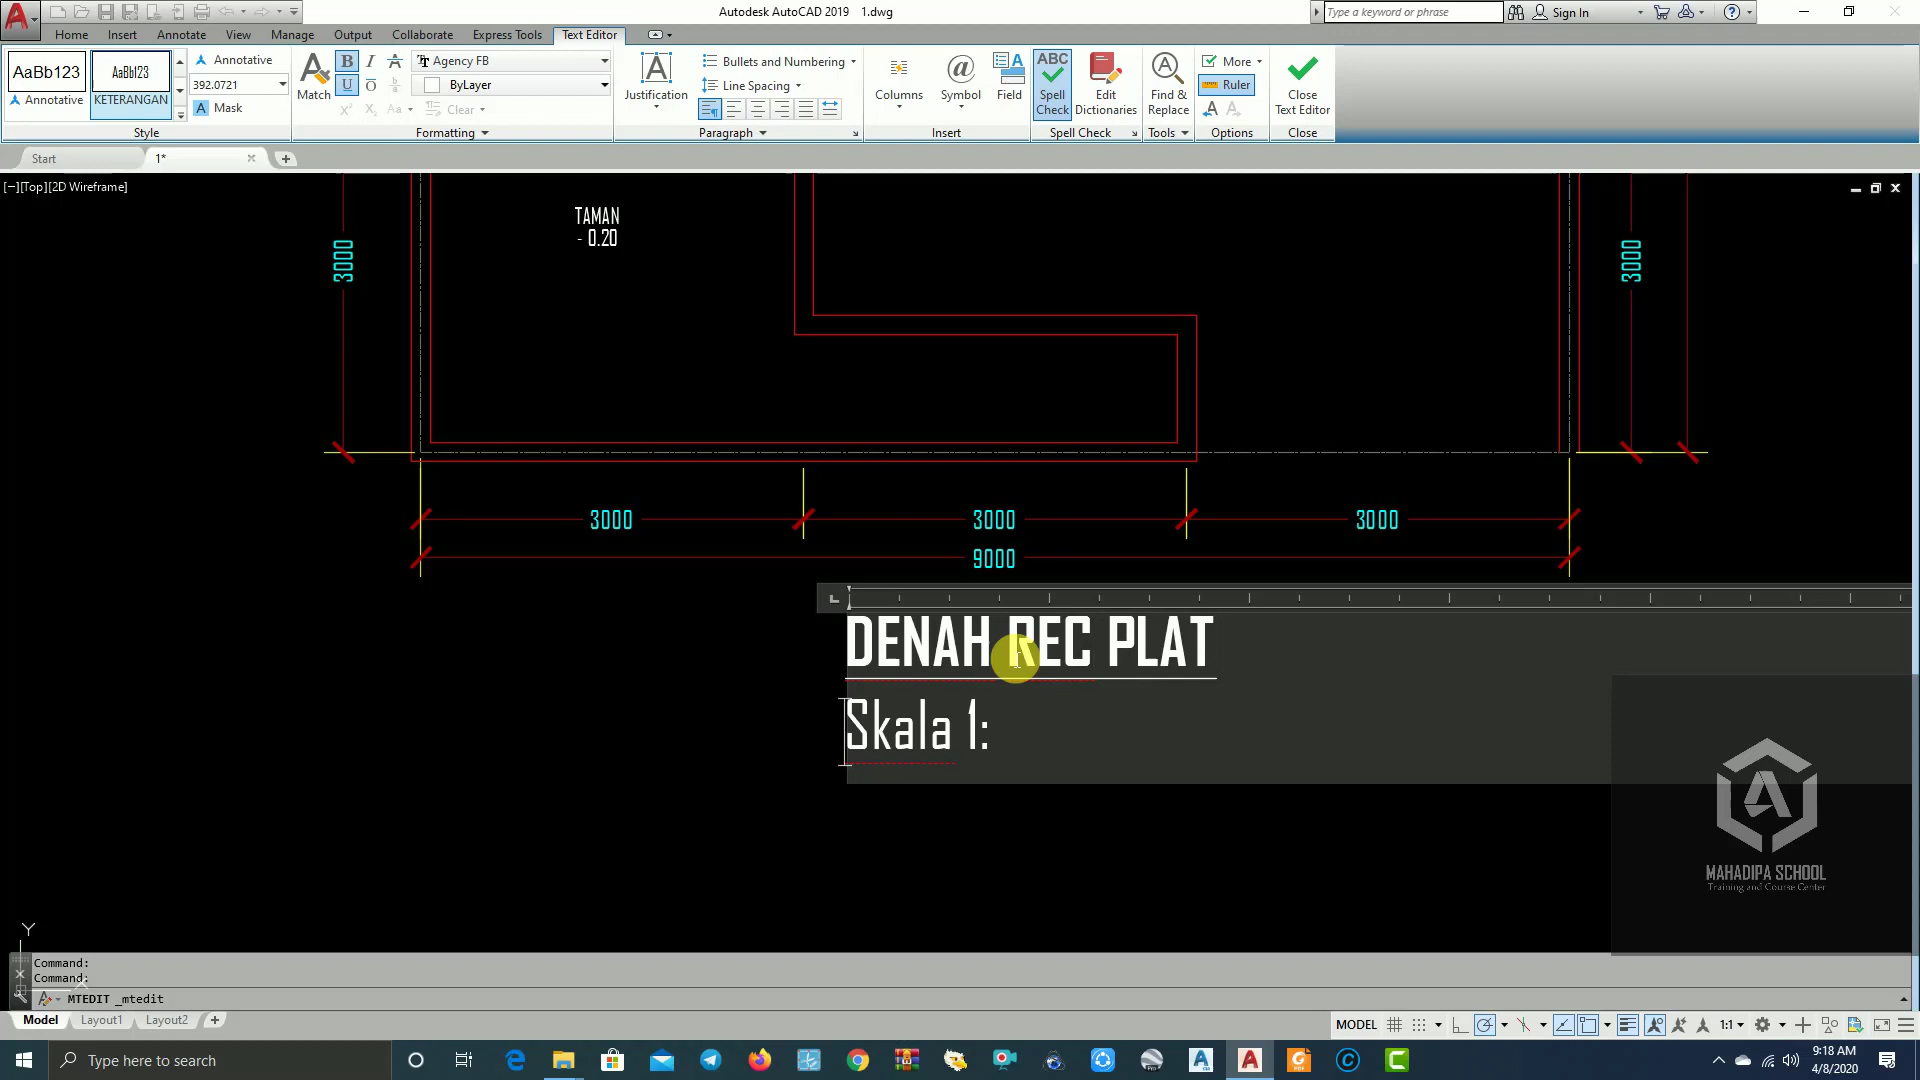 Autodesk AutoCAD 2019 1.dwg
Type a keyword or phrase
Sign In
Home Insert Annotate View Manage Output Collaborate Express Tools Text Editor
AaBb123 AaBb123
Annotative KETERANGAN
Annotative
392.0721
Mask
Style
Match
B I A
U O
X² X₂ Aa
Agency FB
ByLayer
Clear
Formatting
Justification
Bullets and Numbering
Line Spacing
Paragraph
Columns
Symbol
Field
Insert
ABC
Spell Check
Edit Dictionaries
Spell Check
Find & Replace
Tools
More
Ruler
Options
Close Text Editor
Close
Start 1*
[−][Top][2D Wireframe]
TAMAN
- 0.20
3000
3000
3000 3000 3000
9000
DENAH REC PLAT
Skala 1:
MAHADIPA SCHOOL
Training and Course Center
Y
Command:
Command:
MTEDIT _mtedit
Model Layout1 Layout2
MODEL 1:1
Type here to search
9:18 AM
4/8/2020